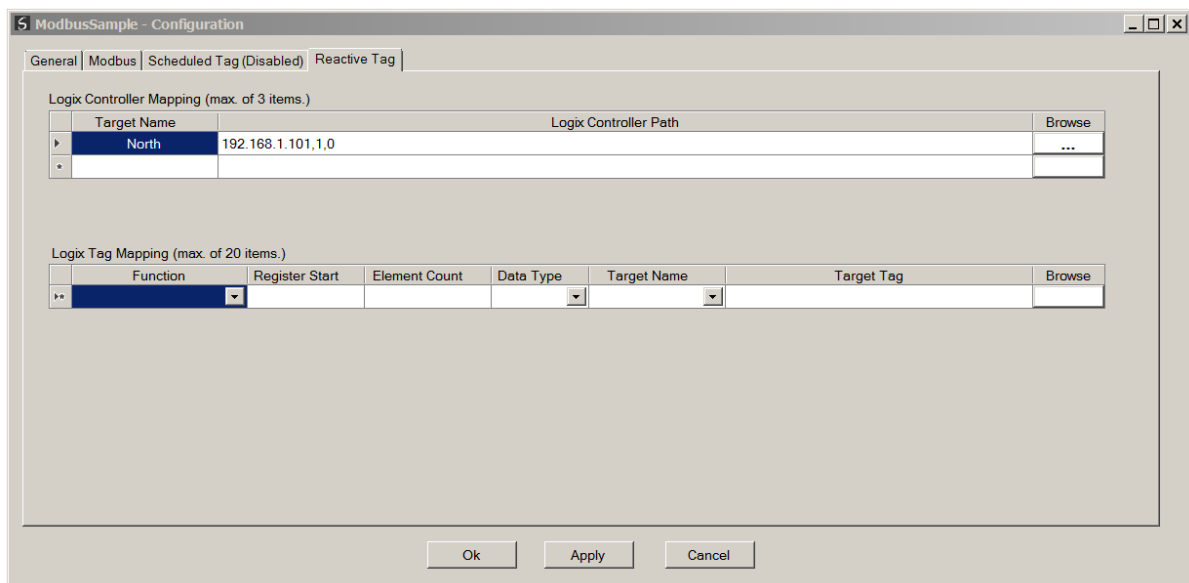 ModbusSample - Configuration
General Modbus Scheduled Tag (Disabled) Reactive Tag
Logix Controller Mapping (max. of 3 items.)
Target Name Logix Controller Path Browse
North 192.168.1.101,1,0 ...
*
Logix Tag Mapping (max. of 20 items.)
Function Register Start Element Count Data Type Target Name Target Tag Browse
*
Ok Apply Cancel